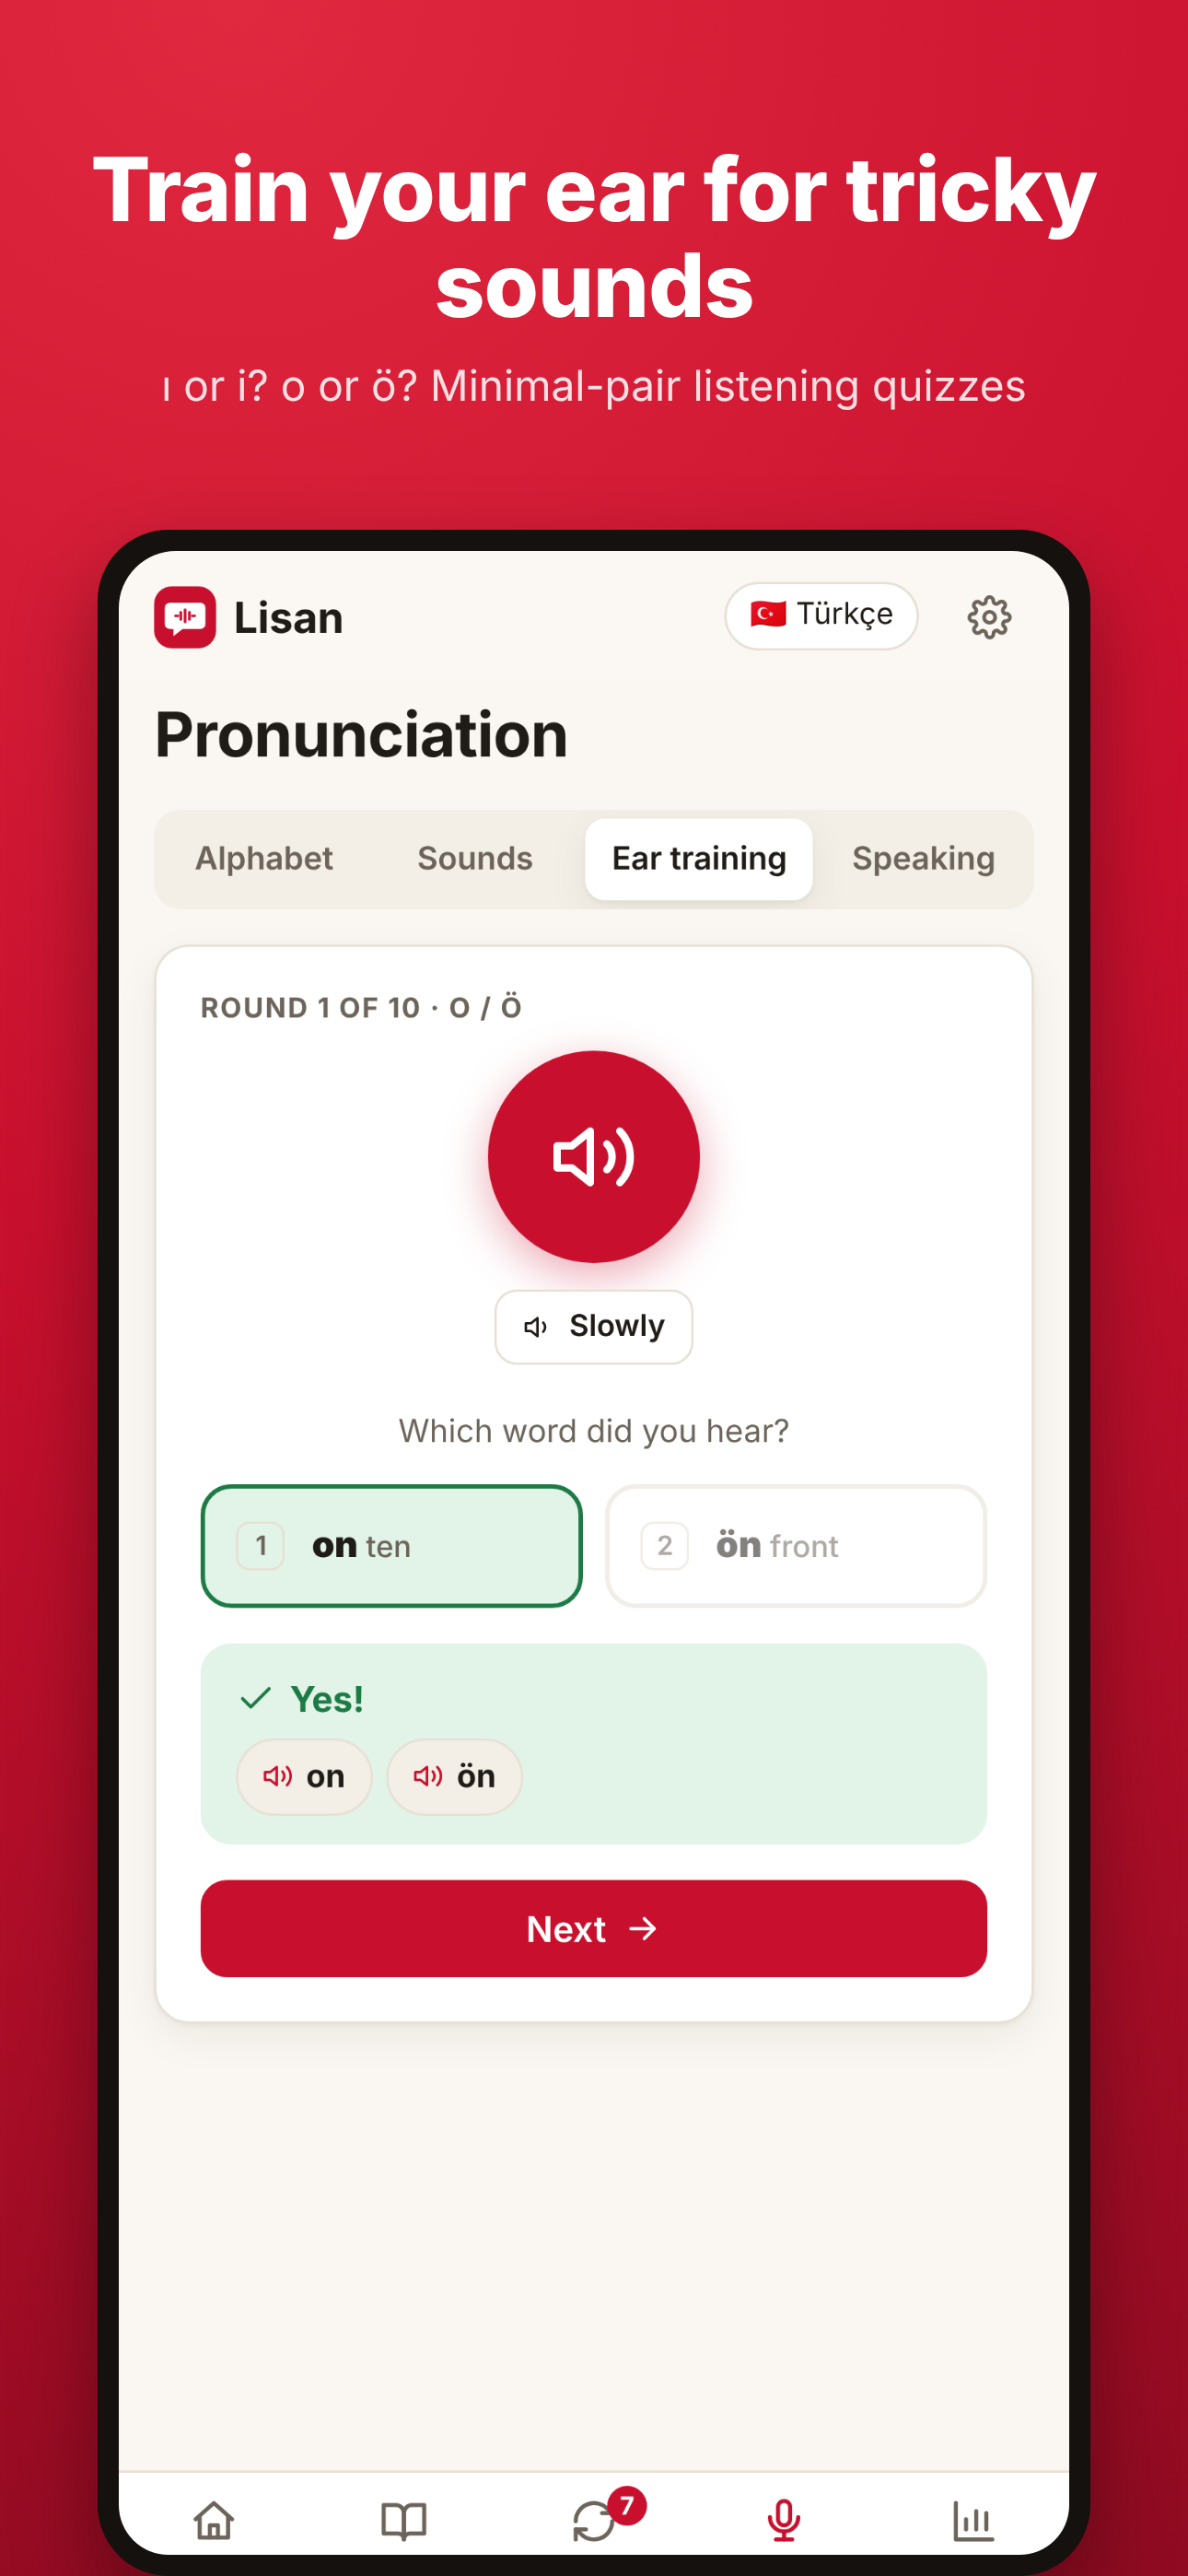 Train your ear for tricky
sounds
ı or i? o or ö? Minimal-pair listening quizzes
Lisan
Türkçe
Pronunciation
Alphabet Sounds Ear training Speaking
ROUND 1 OF 10 · O / Ö
Slowly
Which word did you hear?
1 on ten
2 ön front
Yes!
on ön
Next →
7